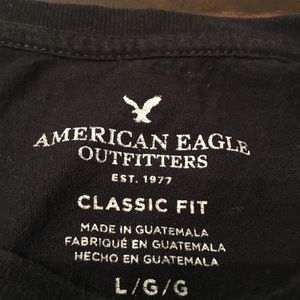 AMERICAN EAGLE
OUTFITTERS
EST. 1977
CLASSIC FIT
MADE IN GUATEMALA
FABRIQUÉ EN GUATEMALA
HECHO EN GUATEMALA
L/G/G